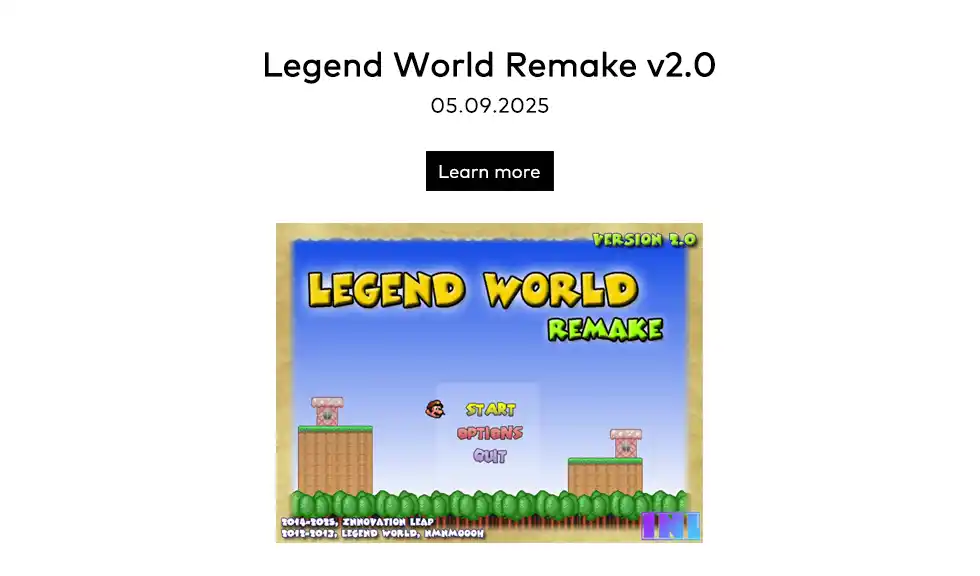 Legend World Remake v2.0
05.09.2025
Learn more
VERSION 2.0
LEGEND WORLD
REMAKE
START
OPTIONS
QUIT
2014-2025, INNOVATION LEAP
2012-2013, LEGEND WORLD, NMNMOOOH
INL